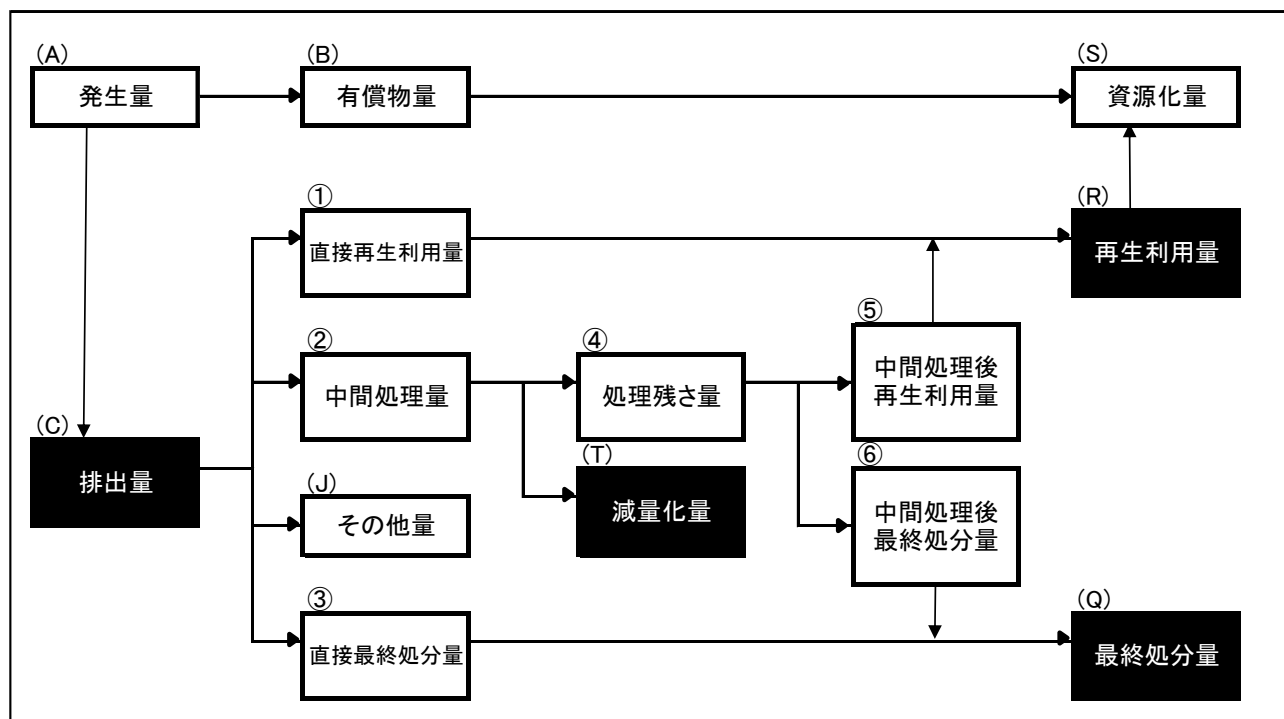 (A)
発生量
(B)
有償物量
(S)
資源化量
①
直接再生利用量
(R)
再生利用量
②
中間処理量
④
処理残さ量
⑤
中間処理後
再生利用量
(C)
排出量
(J)
その他量
(T)
減量化量
⑥
中間処理後
最終処分量
③
直接最終処分量
(Q)
最終処分量